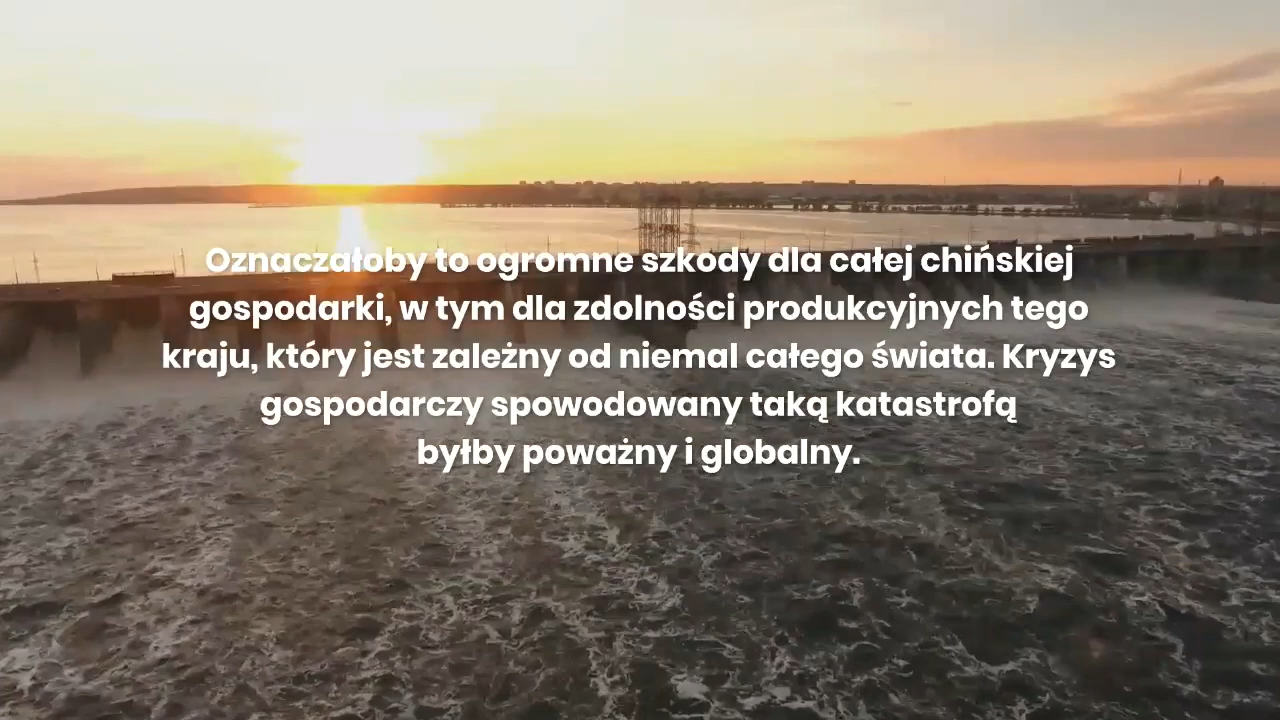 Oznaczałoby to ogromne szkody dla całej chińskiej
gospodarki, w tym dla zdolności produkcyjnych tego
kraju, który jest zależny od niemal całego świata. Kryzys
gospodarczy spowodowany taką katastrofą
byłby poważny i globalny.